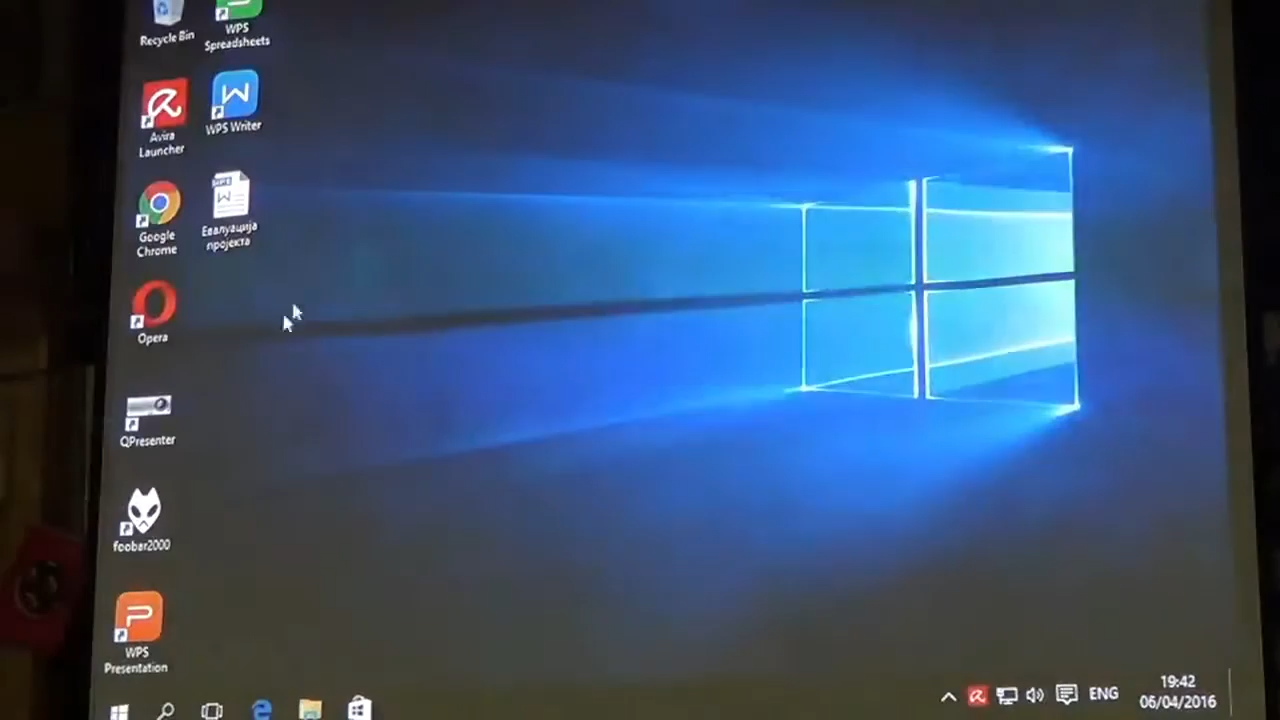 Recycle Bin
WPS
Spreadsheets
Avira
Launcher
WPS Writer
Google
Chrome
Евалуација
пројекта
Opera
QPresenter
foobar2000
WPS
Presentation
ENG
19:42
06/04/2016